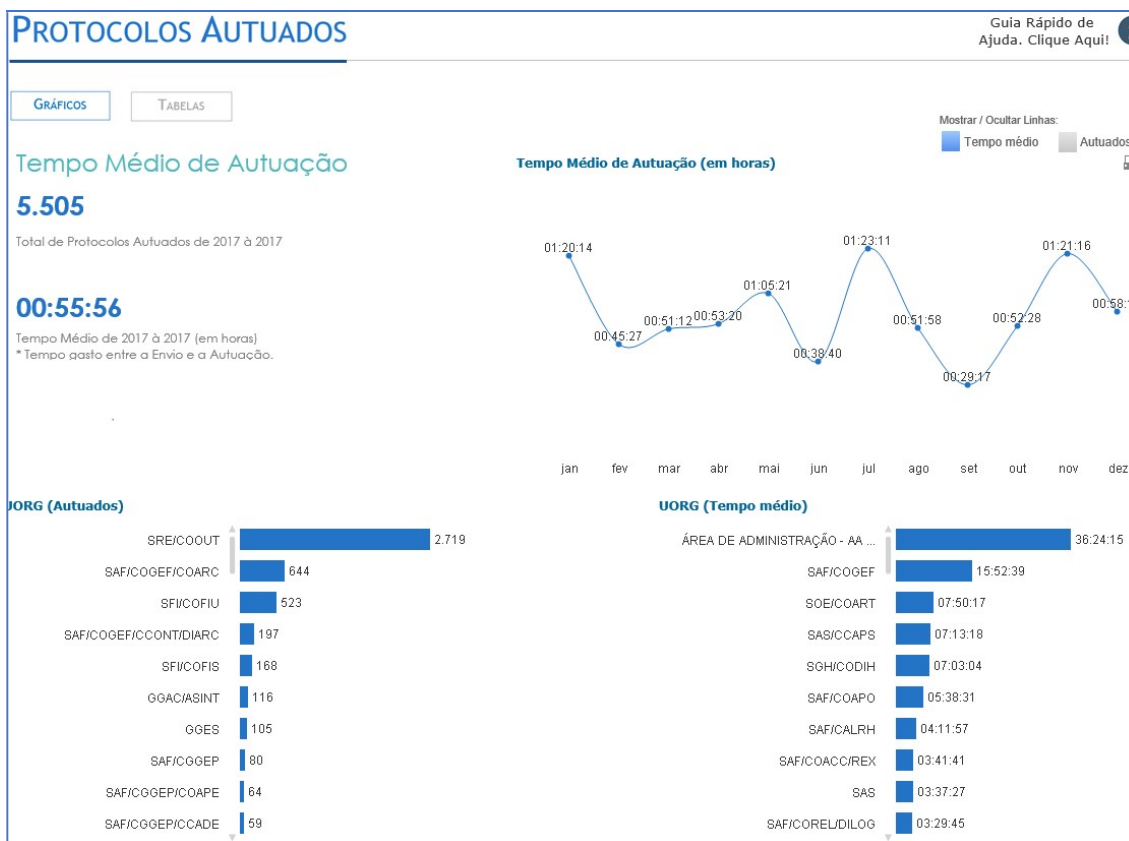 PROTOCOLOS AUTUADOS
Guia Rápido de
Ajuda. Clique Aqui!
GRÁFICOS
TABELAS
Mostrar / Ocultar Linhas:
Tempo médio
Autuados
Tempo Médio de Autuação
5.505
Total de Protocolos Autuados de 2017 à 2017
00:55:56
Tempo Médio de 2017 à 2017 (em horas)
* Tempo gasto entre a Envio e a Autuação.
Tempo Médio de Autuação (em horas)
01:20:14
00:45:27
00:51:12
00:53:20
01:05:21
00:38:40
01:23:11
00:51:58
00:29:17
00:52:28
01:21:16
jan fev mar abr mai jun jul ago set out nov dez
UORG (Autuados)
SRE/COOUT 2.719
SAF/COGEF/COARC 644
SFI/COFIU 523
SAF/COGEF/CCONT/DIARC 197
SFI/COFIS 168
GGAC/ASINT 116
GGES 105
SAF/CGGEP 80
SAF/CGGEP/COAPE 64
SAF/CGGEP/CCADE 59
UORG (Tempo médio)
ÁREA DE ADMINISTRAÇÃO - AA ... 36:24:15
SAF/COGEF 15:52:39
SOE/COART 07:50:17
SAS/CCAPS 07:13:18
SGH/CODIH 07:03:04
SAF/COAPO 05:38:31
SAF/CALRH 04:11:57
SAF/COACC/REX 03:41:41
SAS 03:37:27
SAF/COREL/DILOG 03:29:45